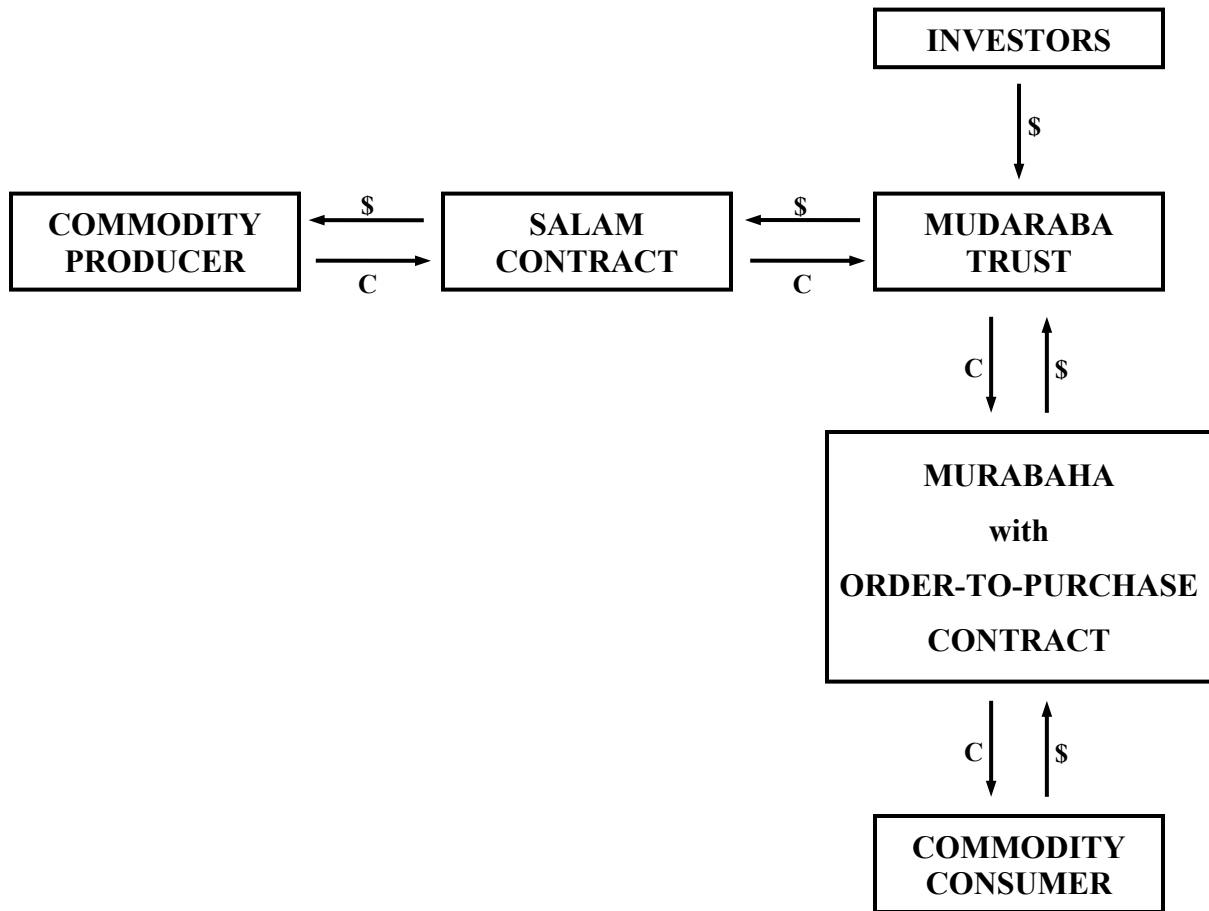 INVESTORS
$
COMMODITY
PRODUCER
$
C
SALAM
CONTRACT
$
C
MUDARABA
TRUST
C
$
MURABAHA
with
ORDER-TO-PURCHASE
CONTRACT
C
$
COMMODITY
CONSUMER